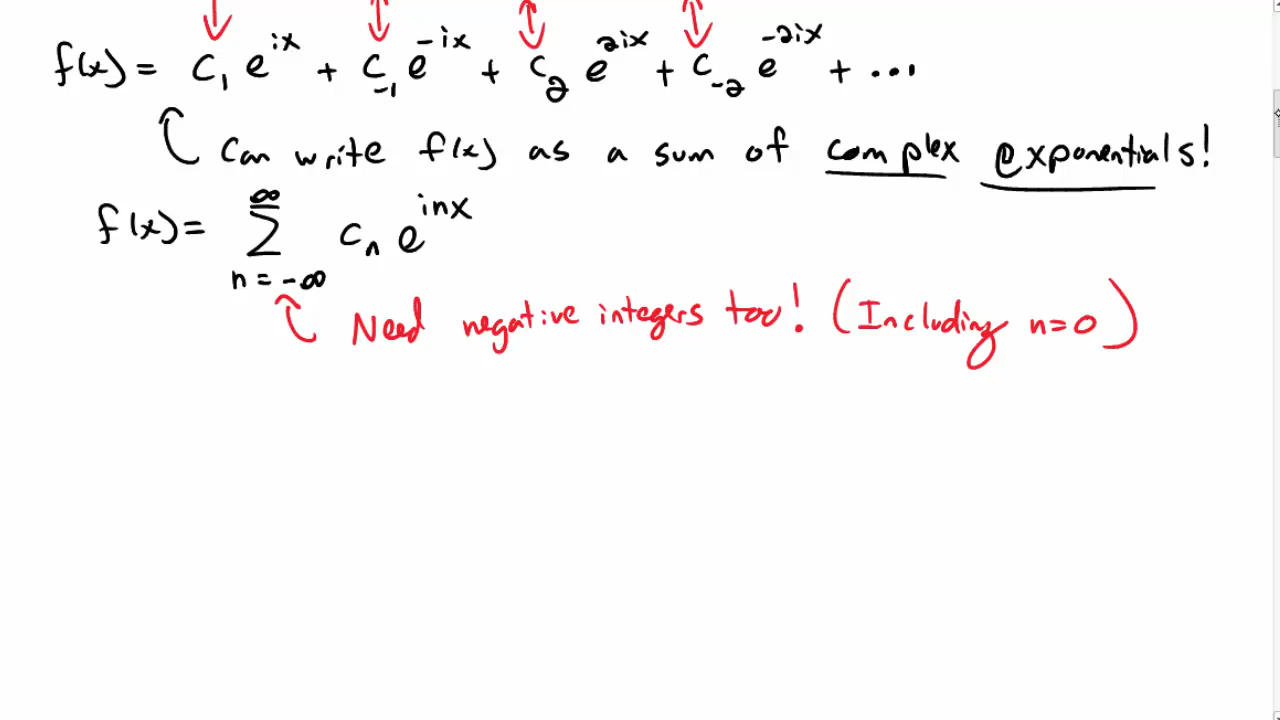 f(x) = c₁ e^{ix} + c₋₁ e^{-ix} + c₂ e^{2ix} + c₋₂ e^{-2ix} + ...
Can write f(x) as a sum of complex exponentials!
f(x) = ∑_{n=-∞}^{∞} cₙ e^{inx}
Need negative integers too! (Including n=0)